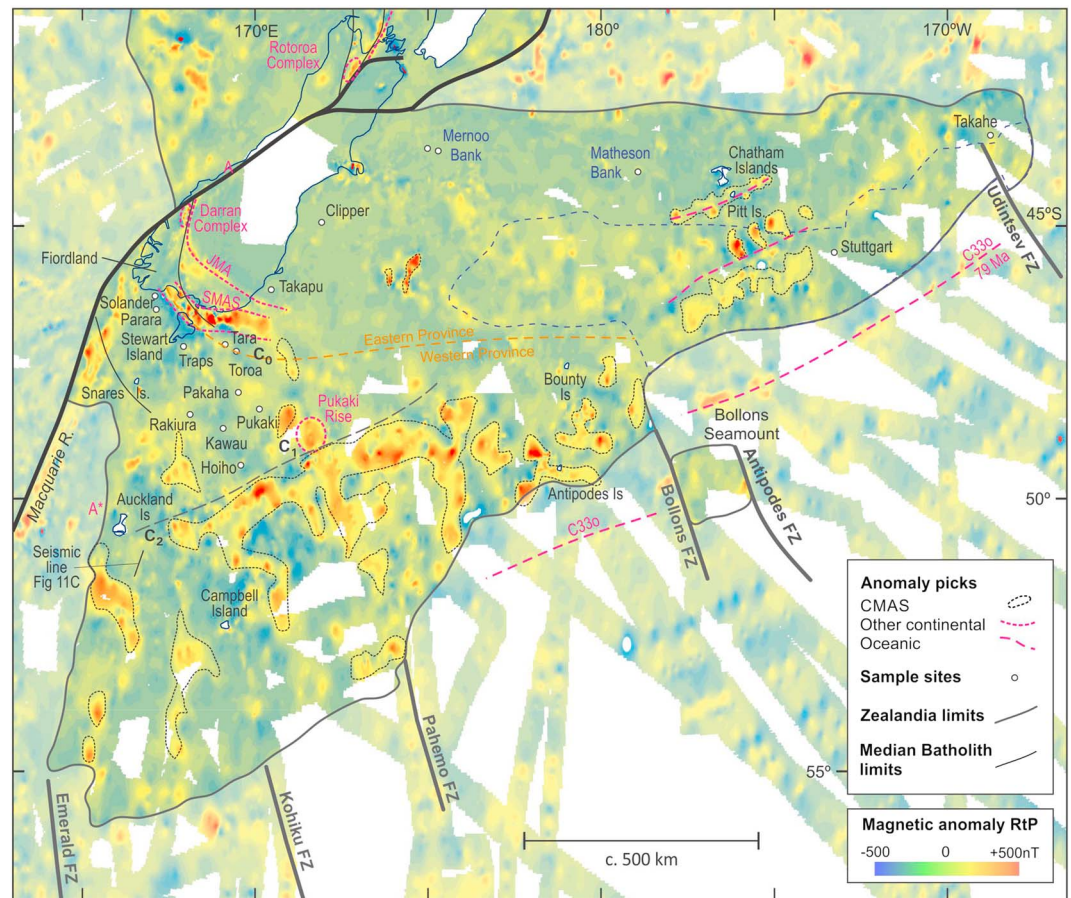 170°E
180°
170°W
Rotoroa
Complex
Takahe
Mernoo
Bank
Matheson
Bank
Chatham
Islands
A
Udintsev FZ
Darran
Complex
Clipper
Pitt Is.
45ºS
Stuttgart
C33o
79 Ma
Fiordland
JMA
SMAS
Takapu
Solander
Parara
Stewart
Island
Tara
Toroa
C₀
Traps
Eastern Province
Western Province
Snares Is.
Pakaha
Bounty
Is
Rakiura
Pukaki
Pukaki
Rise
Kawau
C₁
Hoiho
Bollons
Seamount
Macquarie R.
A*
Auckland
Is
C₂
Antipodes Is
50º
C33o
Bollons FZ
Antipodes FZ
Seismic
line
Fig 11C
Campbell
Island
Anomaly picks
CMAS
Other continental
Oceanic
Sample sites
Zealandia limits
Median Batholith
limits
55º
Pahemo FZ
Emerald FZ
Kohiku FZ
c. 500 km
Magnetic anomaly RtP
-500
0
+500nT